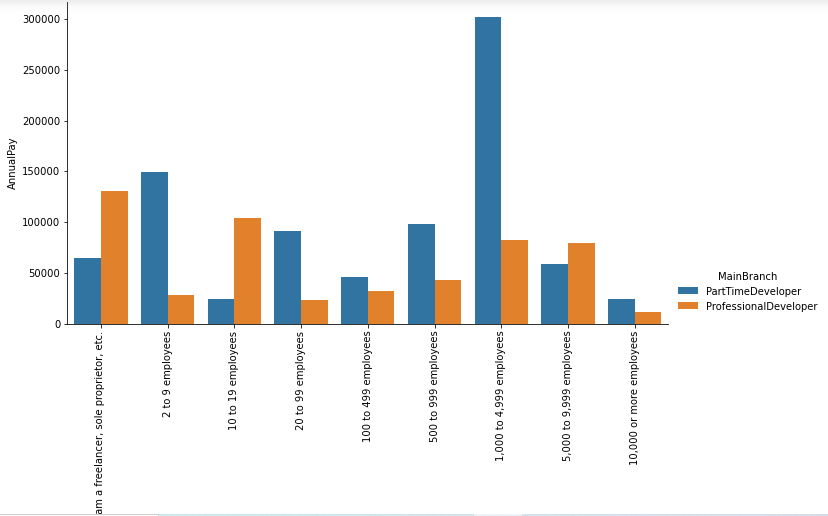 300000
250000
200000
150000
100000
50000
0
AnnualPay
am a freelancer, sole proprietor, etc.
2 to 9 employees
10 to 19 employees
20 to 99 employees
100 to 499 employees
500 to 999 employees
1,000 to 4,999 employees
5,000 to 9,999 employees
10,000 or more employees
MainBranch
PartTimeDeveloper
ProfessionalDeveloper